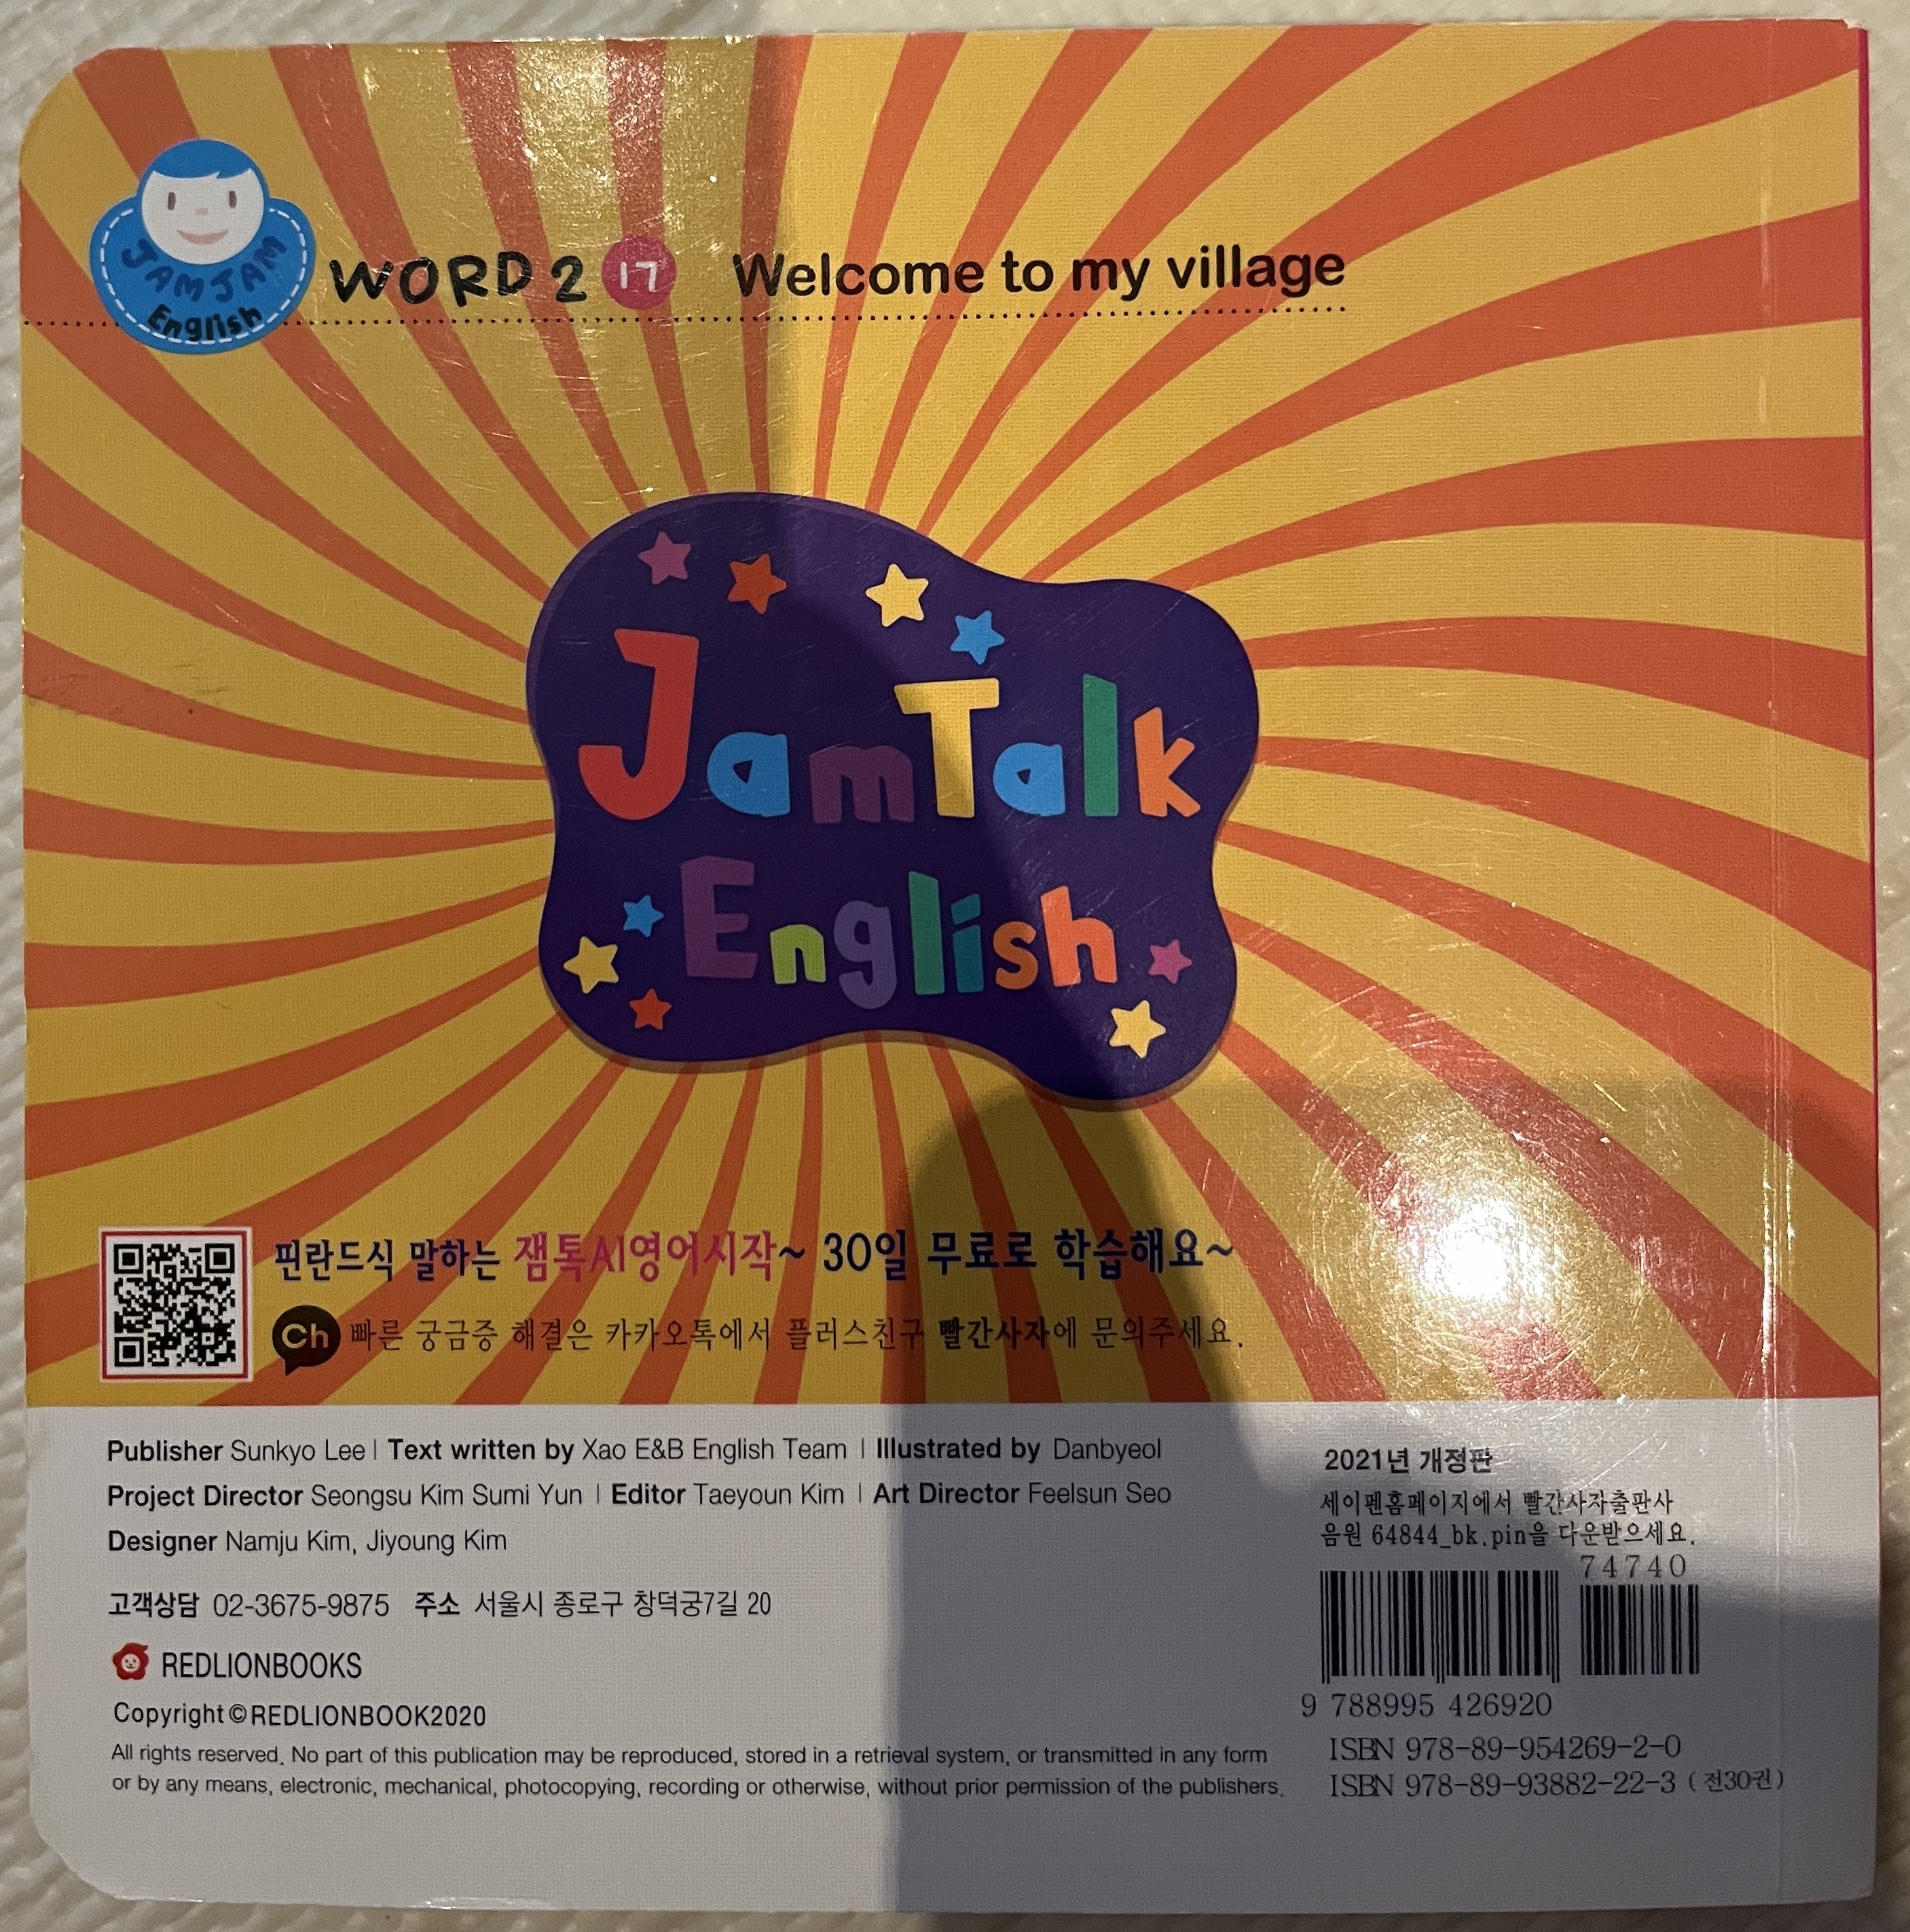 JAMJAM
English
WORD 2 17 Welcome to my village
JamTalk
English
핀란드식 말하는 잼톡AI영어시작~ 30일 무료로 학습해요~
Ch 빠른 궁금증 해결은 카카오톡에서 플러스친구 빨간사자에 문의주세요.
Publisher Sunkyo Lee | Text written by Xao E&B English Team | Illustrated by Danbyeol
Project Director Seongsu Kim Sumi Yun | Editor Taeyoun Kim | Art Director Feelsun Seo
Designer Namju Kim, Jiyoung Kim
고객상담 02-3675-9875 주소 서울시 종로구 창덕궁7길 20
REDLIONBOOKS
Copyright©REDLIONBOOK2020
All rights reserved. No part of this publication may be reproduced, stored in a retrieval system, or transmitted in any form
or by any means, electronic, mechanical, photocopying, recording or otherwise, without prior permission of the publishers.
2021년 개정판
세이펜홈페이지에서 빨간사자출판사
음원 64844_bk.pin을 다운받으세요.
74740
9 788995 426920
ISBN 978-89-954269-2-0
ISBN 978-89-93882-22-3 (전30권)